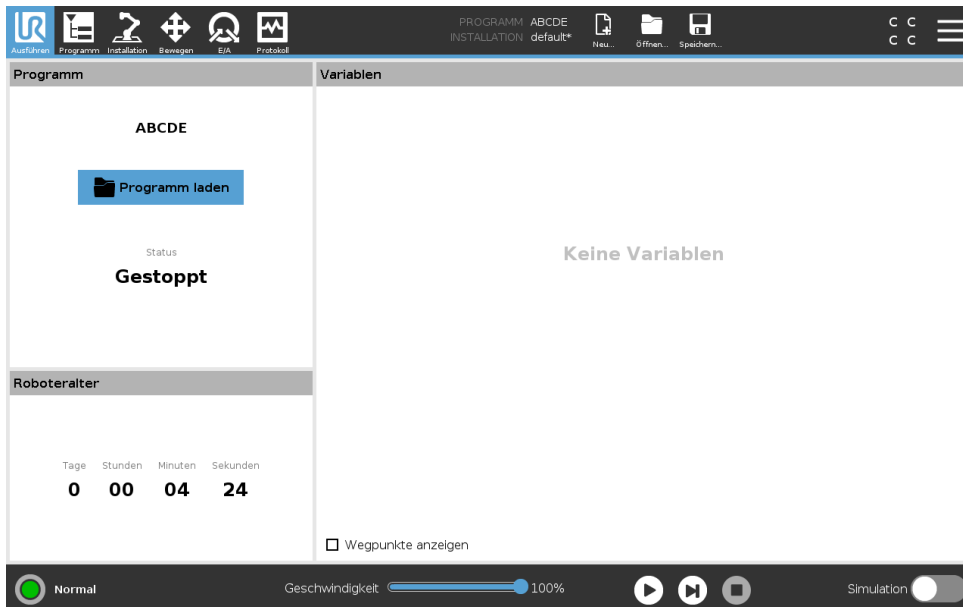 UR
Ausführen
Programm
Installation
Bewegen
E/A
Protokoll
PROGRAMM ABCDE
INSTALLATION default*
Neu...
Öffnen...
Speichern...
C C
C C
Programm
ABCDE
Programm laden
Status
Gestoppt
Variablen
Keine Variablen
Wegpunkte anzeigen
Roboteralter
Tage Stunden Minuten Sekunden
0 00 04 24
Normal
Geschwindigkeit 100%
Simulation